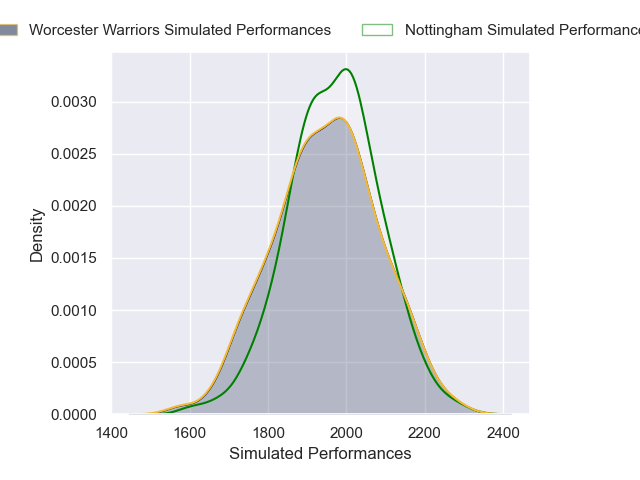 Worcester Warriors Simulated Performances
Nottingham Simulated
0.0030
0.0025
0.0020
0.0015
0.0010
0.0005
0.0000
Density
1400 1600 1800 2000 2200 2400
Simulated Performances